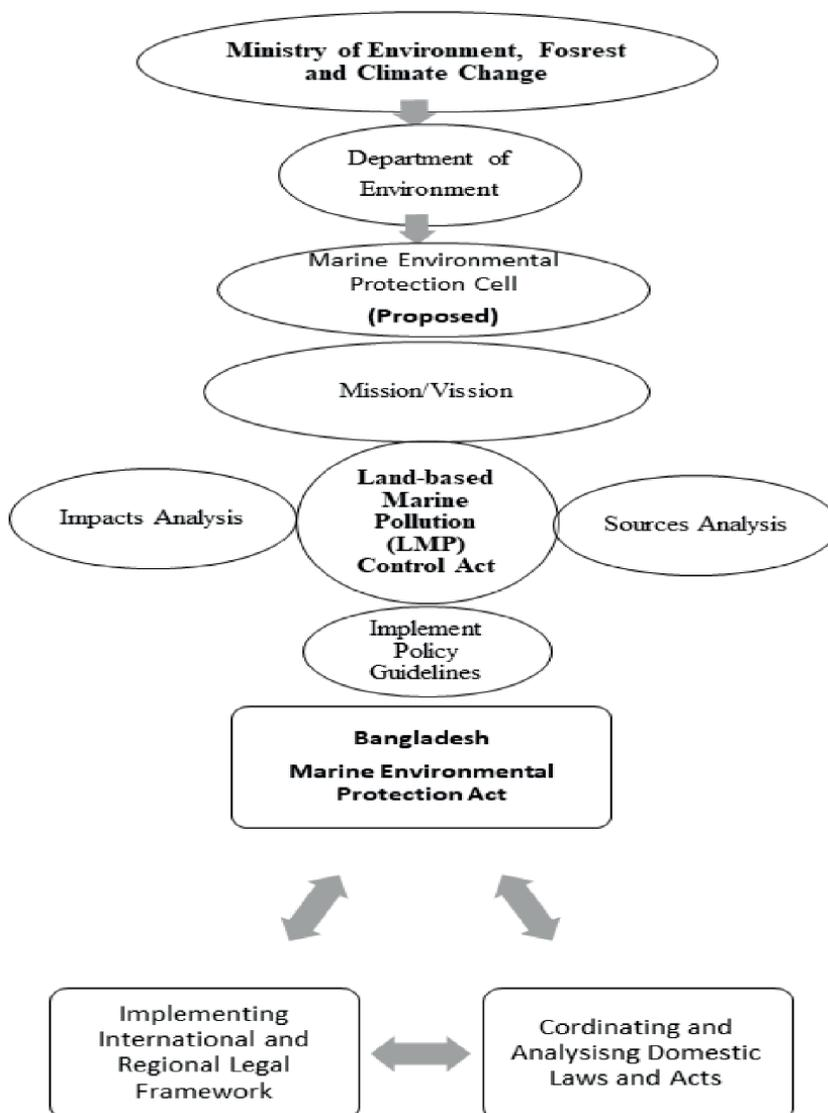 Ministry of Environment, Fosrest
and Climate Change
Department of
Environment
Marine Environmental
Protection Cell
(Proposed)
Mission/Vission
Impacts Analysis
Land-based
Marine
Pollution
(LMP)
Control Act
Sources Analysis
Implement
Policy
Guidelines
Bangladesh
Marine Environmental
Protection Act
Implementing
International and
Regional Legal
Framework
Cordinating and
Analysisng Domestic
Laws and Acts